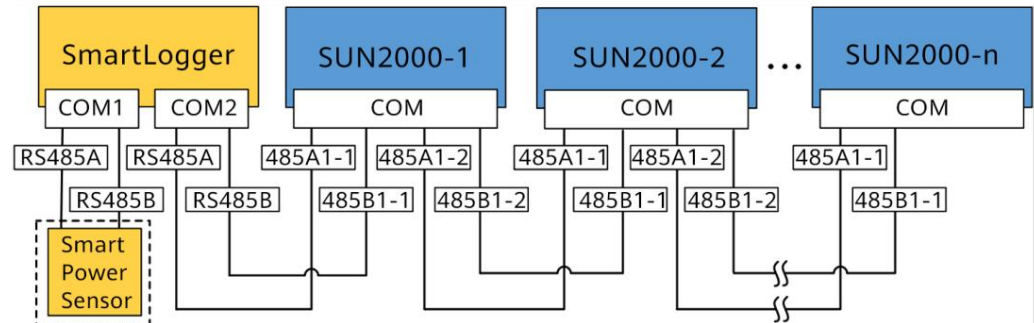 SmartLogger
SUN2000-1
SUN2000-2
...
SUN2000-n
COM1
COM2
COM
COM
COM
RS485A
RS485A
485A1-1
485A1-2
485A1-1
485A1-2
485A1-1
RS485B
RS485B
485B1-1
485B1-2
485B1-1
485B1-2
485B1-1
Smart
Power
Sensor